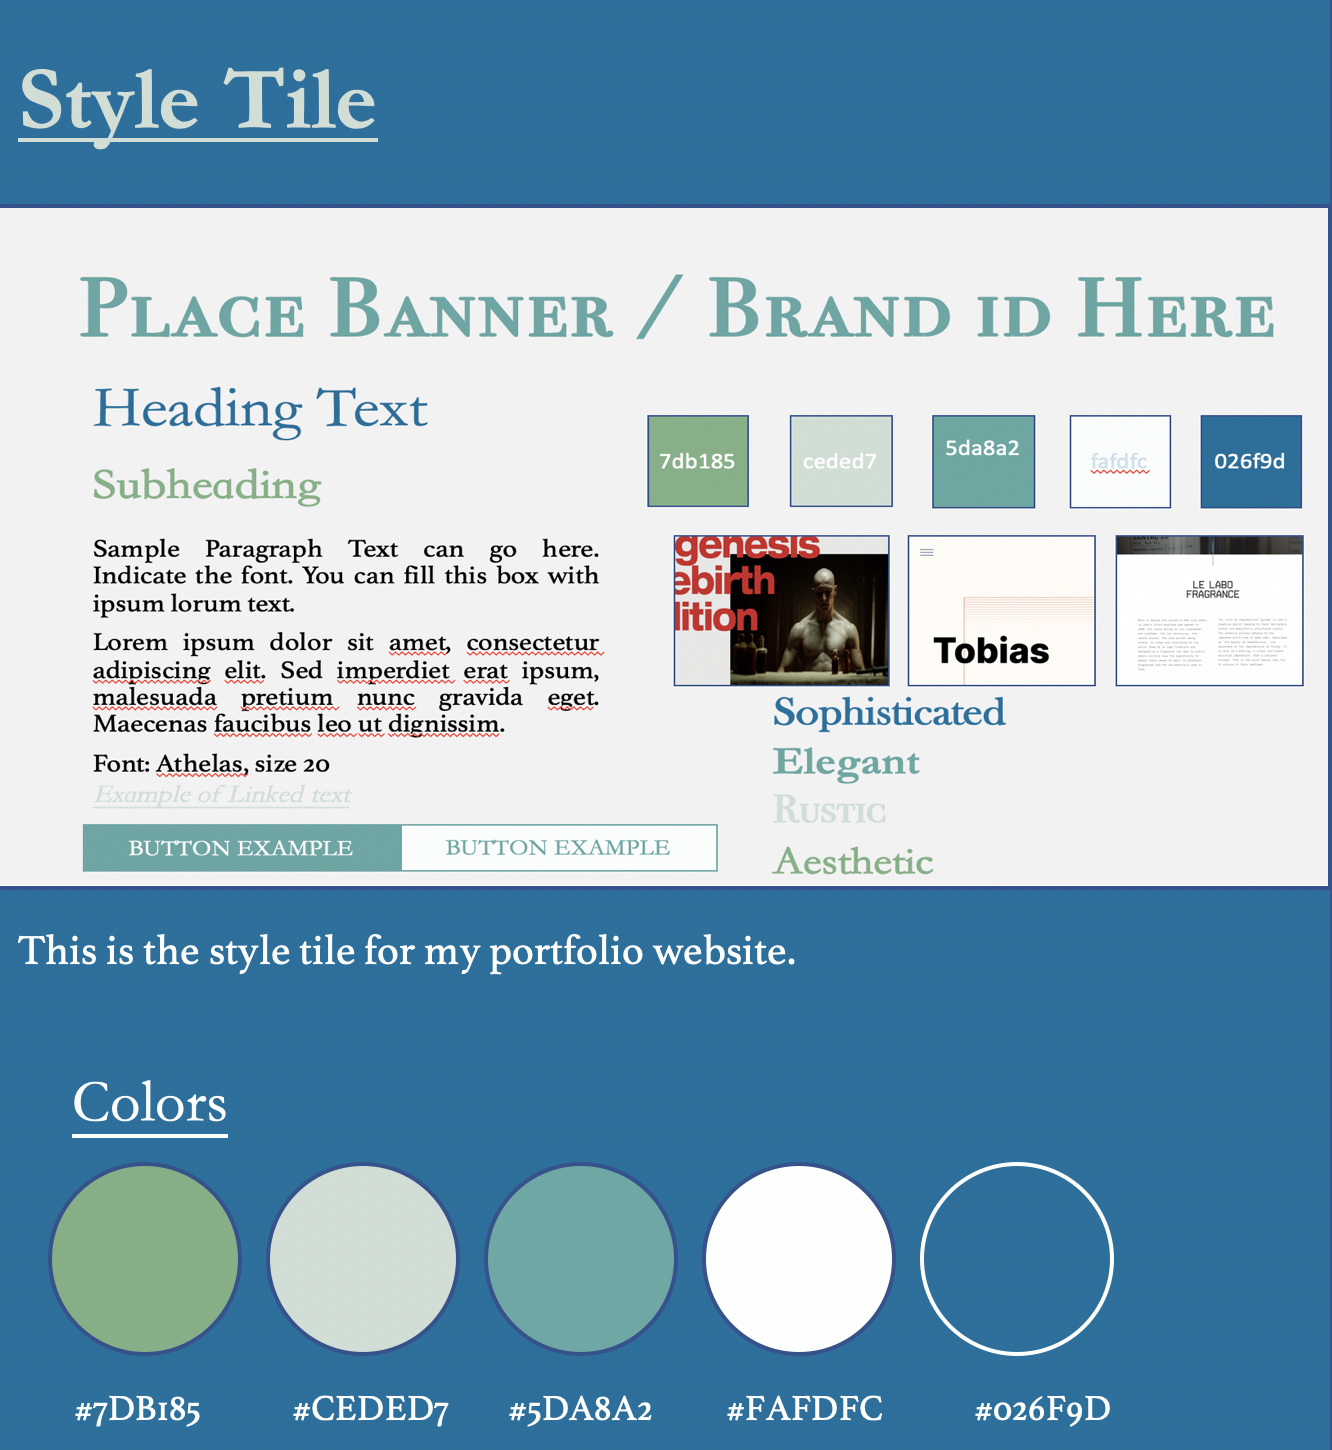 Style Tile
Place Banner / Brand id Here
Heading Text
Subheading
Sample Paragraph Text can go here.
Indicate the font. You can fill this box with
ipsum lorum text.
Lorem ipsum dolor sit amet, consectetur
adipiscing elit. Sed imperdiet erat ipsum,
malesuada pretium nunc gravida eget.
Maecenas faucibus leo ut dignissim.
Font: Athelas, size 20
Example of Linked text
BUTTON EXAMPLE
BUTTON EXAMPLE
7db185
ceded7
5da8a2
fafdfc
026f9d
genesis
ebirth
lition
Tobias
LE LABO
FRAGRANCE
Sophisticated
Elegant
Rustic
Aesthetic
This is the style tile for my portfolio website.
Colors
#7DB185
#CEDED7
#5DA8A2
#FAFDFC
#026F9D